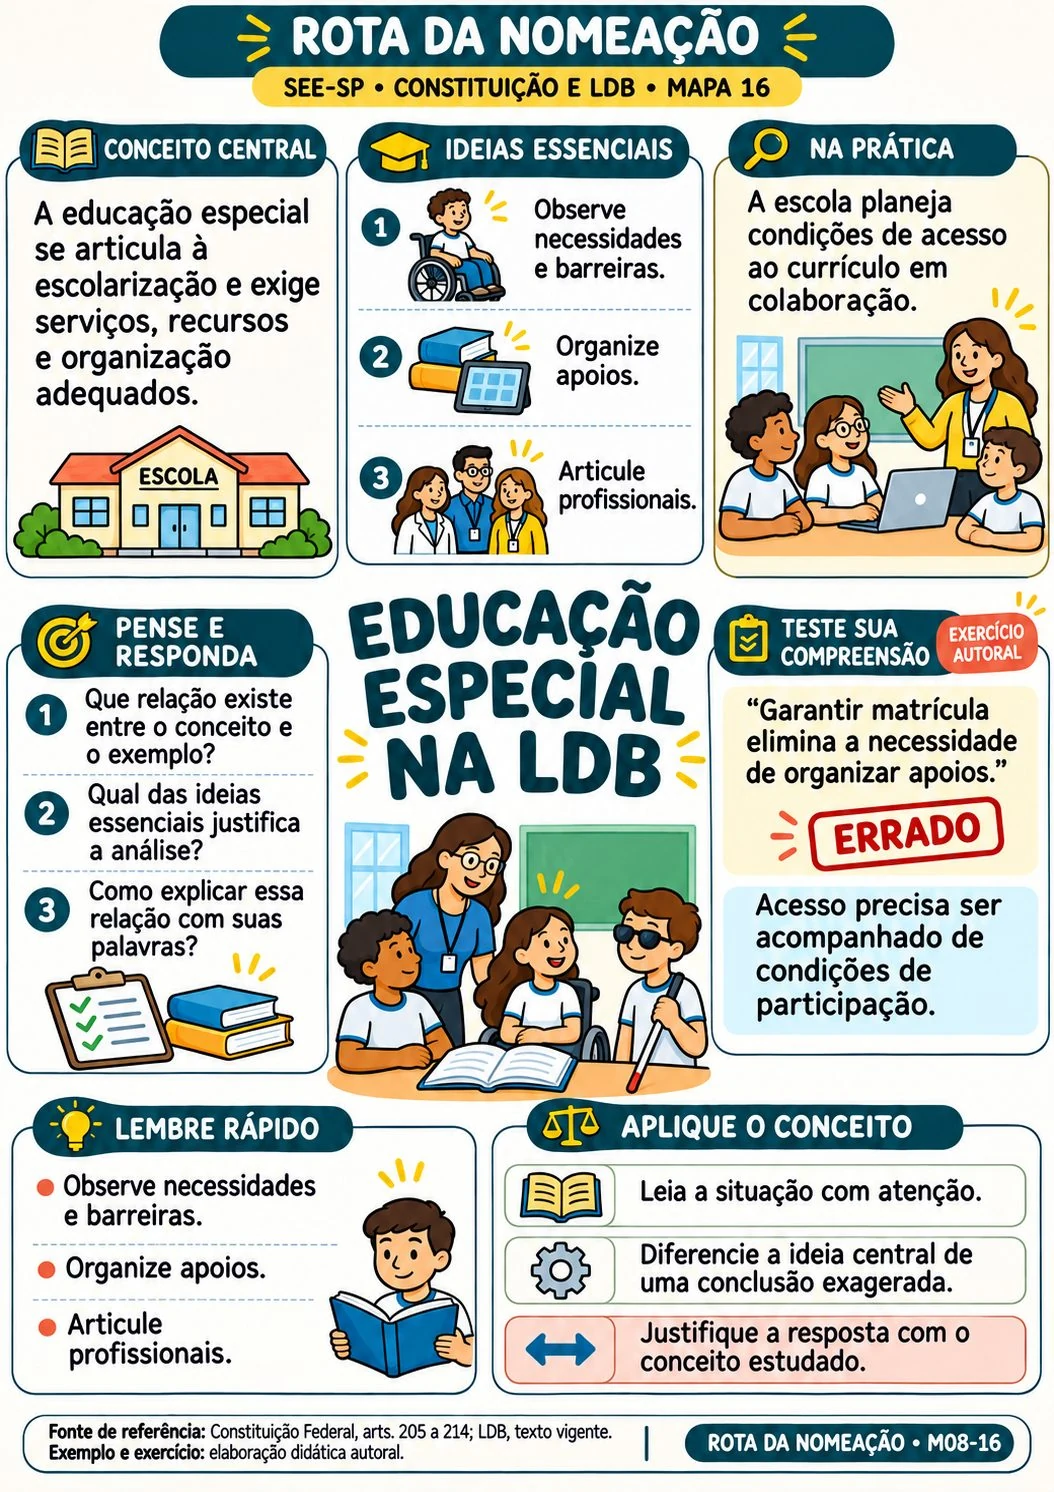 ROTA DA NOMEAÇÃO
SEE-SP • CONSTITUIÇÃO E LDB • MAPA 16
CONCEITO CENTRAL
A educação especial
se articula à
escolarização e exige
serviços, recursos
e organização
adequados.
ESCOLA
IDEIAS ESSENCIAIS
1
Observe
necessidades
e barreiras.
2
Organize
apoios.
3
Articule
profissionais.
NA PRÁTICA
A escola planeja
condições de acesso
ao currículo em
colaboração.
PENSE E
RESPONDA
1
Que relação existe
entre o conceito e
o exemplo?
2
Qual das ideias
essenciais justifica
a análise?
3
Como explicar essa
relação com suas
palavras?
EDUCAÇÃO
ESPECIAL
NA LDB
TESTE SUA
COMPREENSÃO
EXERCÍCIO
AUTORAL
“Garantir matrícula
elimina a necessidade
de organizar apoios.”
ERRADO
Acesso precisa ser
acompanhado de
condições de
participação.
LEMBRE RÁPIDO
• Observe necessidades
e barreiras.
• Organize apoios.
• Articule
profissionais.
APLIQUE O CONCEITO
Leia a situação com atenção.
Diferencie a ideia central de
uma conclusão exagerada.
Justifique a resposta com o
conceito estudado.
Fonte de referência: Constituição Federal, arts. 205 a 214; LDB, texto vigente.
Exemplo e exercício: elaboração didática autoral.
ROTA DA NOMEAÇÃO • M08-16